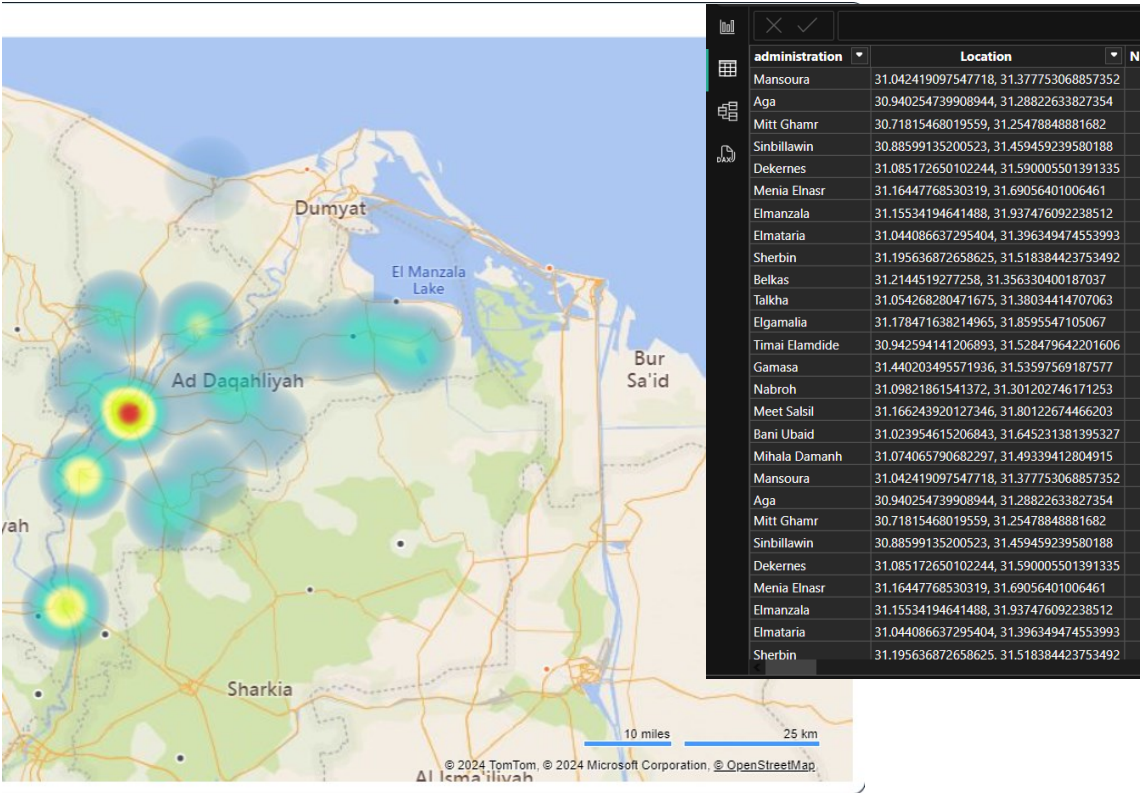 Dumyat
El Manzala
Lake
Bur
Sa'id
Ad Daqahliyah
yah
Sharkia
10 miles
25 km
© 2024 TomTom, © 2024 Microsoft Corporation, © OpenStreetMap
Al Isma'iliyah
DAX
administration Location N
Mansoura 31.042419097547718, 31.377753068857352
Aga 30.940254739908944, 31.28822633827354
Mitt Ghamr 30.71815468019559, 31.25478848881682
Sinbillawin 30.88599135200523, 31.459459239580188
Dekernes 31.085172650102244, 31.590005501391335
Menia Elnasr 31.16447768530319, 31.69056401006461
Elmanzala 31.15534194641488, 31.937476092238512
Elmataria 31.044086637295404, 31.396349474553993
Sherbin 31.195636872658625, 31.518384423753492
Belkas 31.2144519277258, 31.356330400187037
Talkha 31.054268280471675, 31.38034414707063
Elgamalia 31.178471638214965, 31.8595547105067
Timai Elamdide 30.942594141206893, 31.528479642201606
Gamasa 31.440203495571936, 31.53597569187577
Nabroh 31.09821861541372, 31.301202746171253
Meet Salsil 31.166243920127346, 31.80122674466203
Bani Ubaid 31.023954615206843, 31.645231381395327
Mihala Damanh 31.074065790682297, 31.49339412804915
Mansoura 31.042419097547718, 31.377753068857352
Aga 30.940254739908944, 31.28822633827354
Mitt Ghamr 30.71815468019559, 31.25478848881682
Sinbillawin 30.88599135200523, 31.459459239580188
Dekernes 31.085172650102244, 31.590005501391335
Menia Elnasr 31.16447768530319, 31.69056401006461
Elmanzala 31.15534194641488, 31.937476092238512
Elmataria 31.044086637295404, 31.396349474553993
Sherbin 31.195636872658625, 31.518384423753492